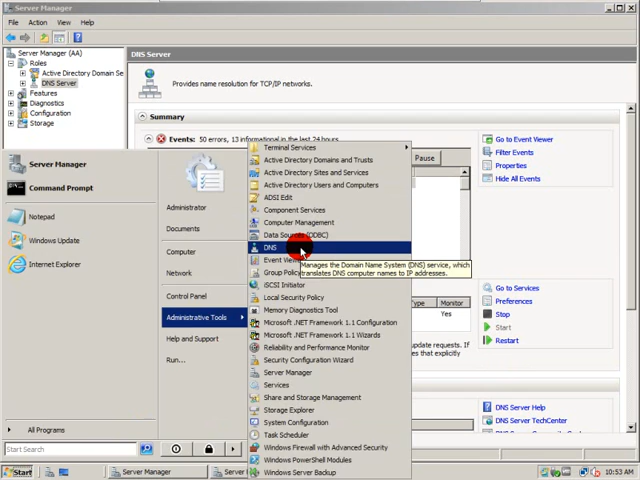 Server Manager
File Action View Help
Server Manager (AA)
Roles
Active Directory Domain Se
DNS Server
Features
Diagnostics
Configuration
Storage
DNS Server
Provides name resolution for TCP/IP networks.
Summary
Events: 50 errors, 13 informational in the last 24 hours
Go to Event Viewer
Filter Events
Properties
Hide All Events
Pause
Monitor
Yes
Go to Services
Preferences
Stop
Start
Restart
update requests. If
es that explicitly
DNS Server Help
DNS Server TechCenter
Server Manager
Command Prompt
Notepad
Windows Update
Internet Explorer
All Programs
Start Search
Administrator
Documents
Computer
Network
Control Panel
Administrative Tools
Help and Support
Run...
Terminal Services
Active Directory Domains and Trusts
Active Directory Sites and Services
Active Directory Users and Computers
ADSI Edit
Component Services
Computer Management
Data Sources (ODBC)
DNS
Event View
Group Policy
iSCSI Initiator
Local Security Policy
Memory Diagnostics Tool
Microsoft .NET Framework 1.1 Configuration
Microsoft .NET Framework 1.1 Wizards
Reliability and Performance Monitor
Security Configuration Wizard
Server Manager
Services
Share and Storage Management
Storage Explorer
System Configuration
Task Scheduler
Windows Firewall with Advanced Security
Windows PowerShell Modules
Windows Server Backup
Manages the Domain Name System (DNS) service, which
translates DNS computer names to IP addresses.
Start
Server Manager
Server
10:53 AM